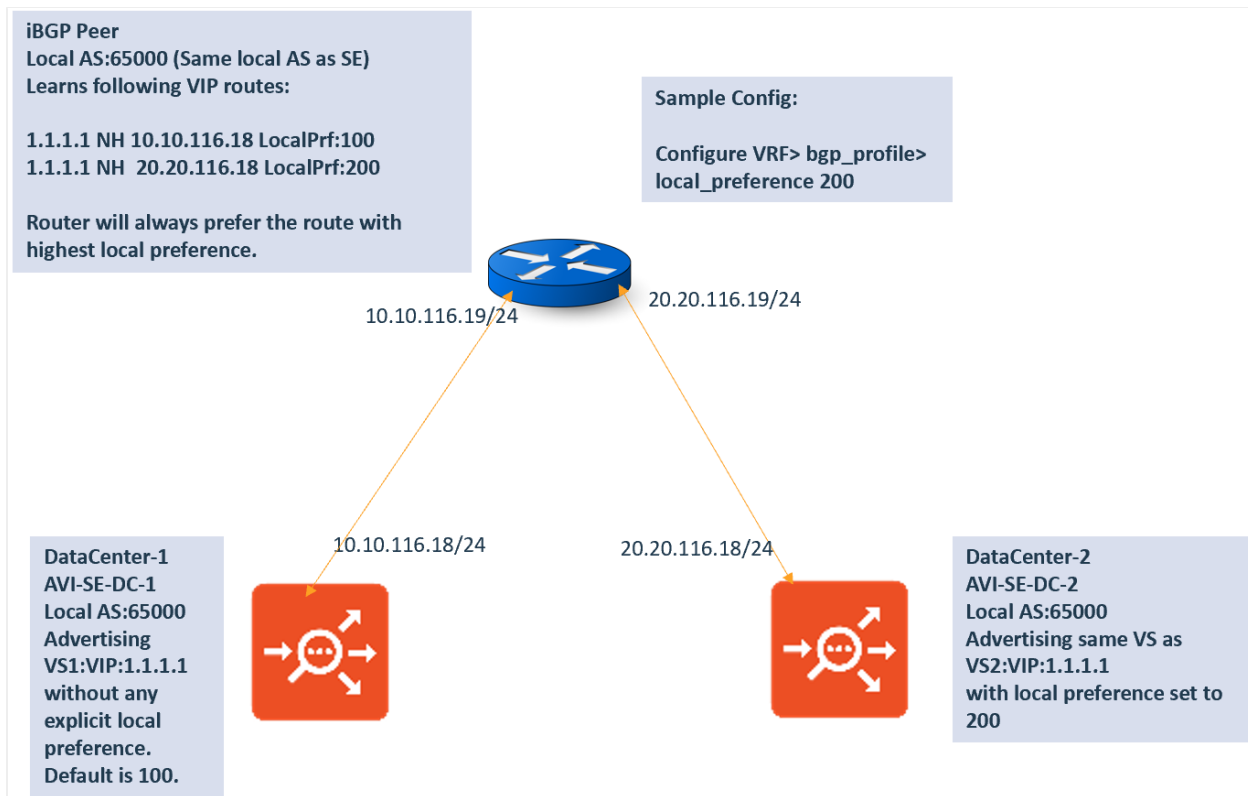 iBGP Peer
Local AS:65000 (Same local AS as SE)
Learns following VIP routes:
1.1.1.1 NH 10.10.116.18 LocalPrf:100
1.1.1.1 NH  20.20.116.18 LocalPrf:200
Router will always prefer the route with
highest local preference.
Sample Config:
Configure VRF> bgp_profile>
local_preference 200
10.10.116.19/24
20.20.116.19/24
10.10.116.18/24
20.20.116.18/24
DataCenter-1
AVI-SE-DC-1
Local AS:65000
Advertising
VS1:VIP:1.1.1.1
without any
explicit local
preference.
Default is 100.
DataCenter-2
AVI-SE-DC-2
Local AS:65000
Advertising same VS as
VS2:VIP:1.1.1.1
with local preference set to
200